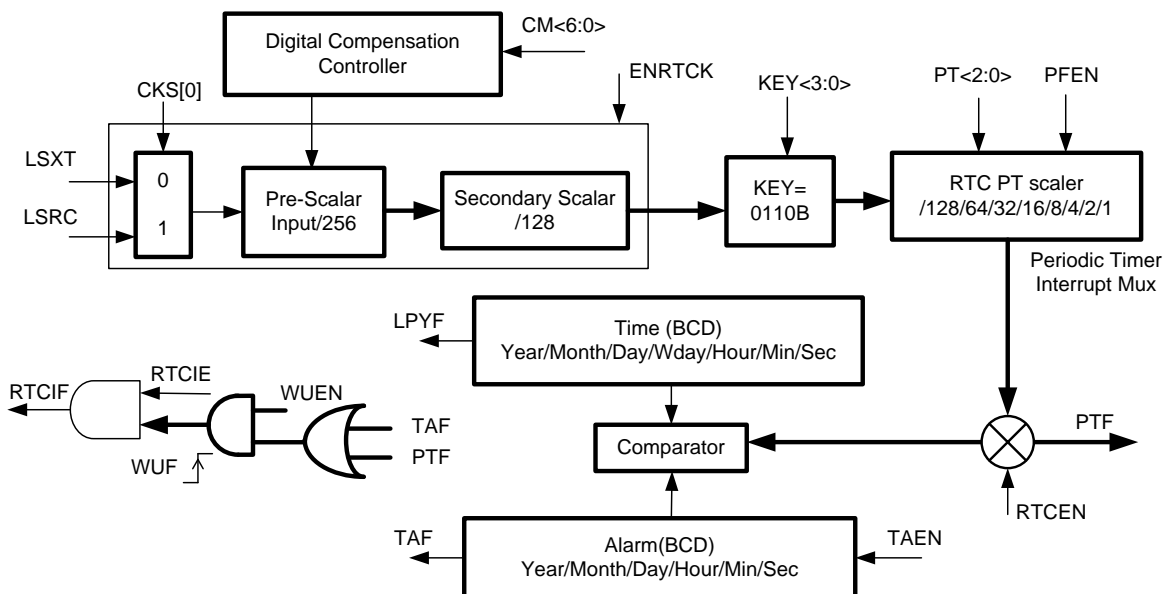 Digital Compensation
Controller
CM<6:0>
CKS[0]
ENRTCK
KEY<3:0>
PT<2:0>
PFEN
LSXT
LSRC
0
1
Pre-Scalar
Input/256
Secondary Scalar
/128
KEY=
0110B
RTC PT scaler
/128/64/32/16/8/4/2/1
Periodic Timer
Interrupt Mux
LPYF
Time (BCD)
Year/Month/Day/Wday/Hour/Min/Sec
RTCIF
RTCIE
WUEN
TAF
PTF
WUF
Comparator
PTF
RTCEN
TAF
Alarm(BCD)
Year/Month/Day/Hour/Min/Sec
TAEN